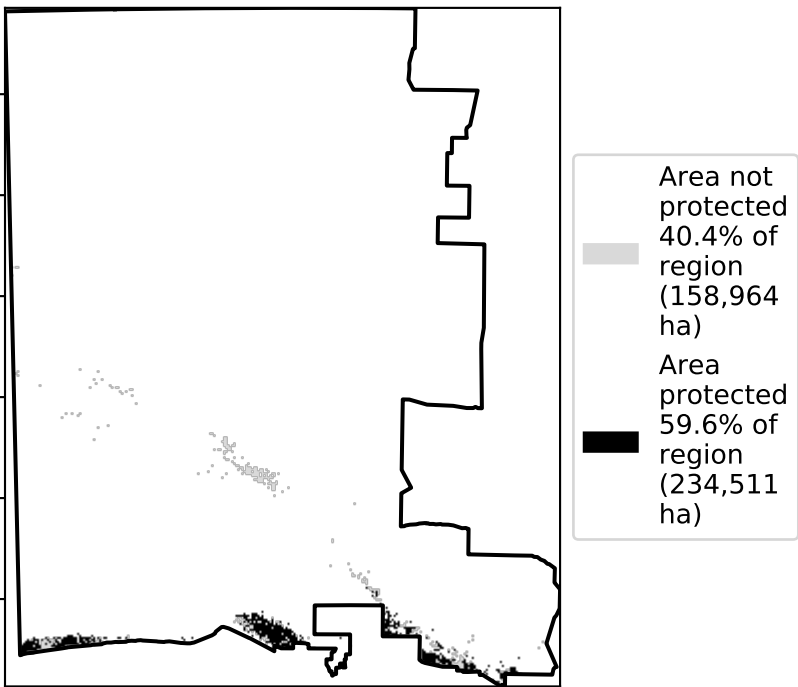 Area not
protected
40.4% of
region
(158,964
ha)
Area
protected
59.6% of
region
(234,511
ha)